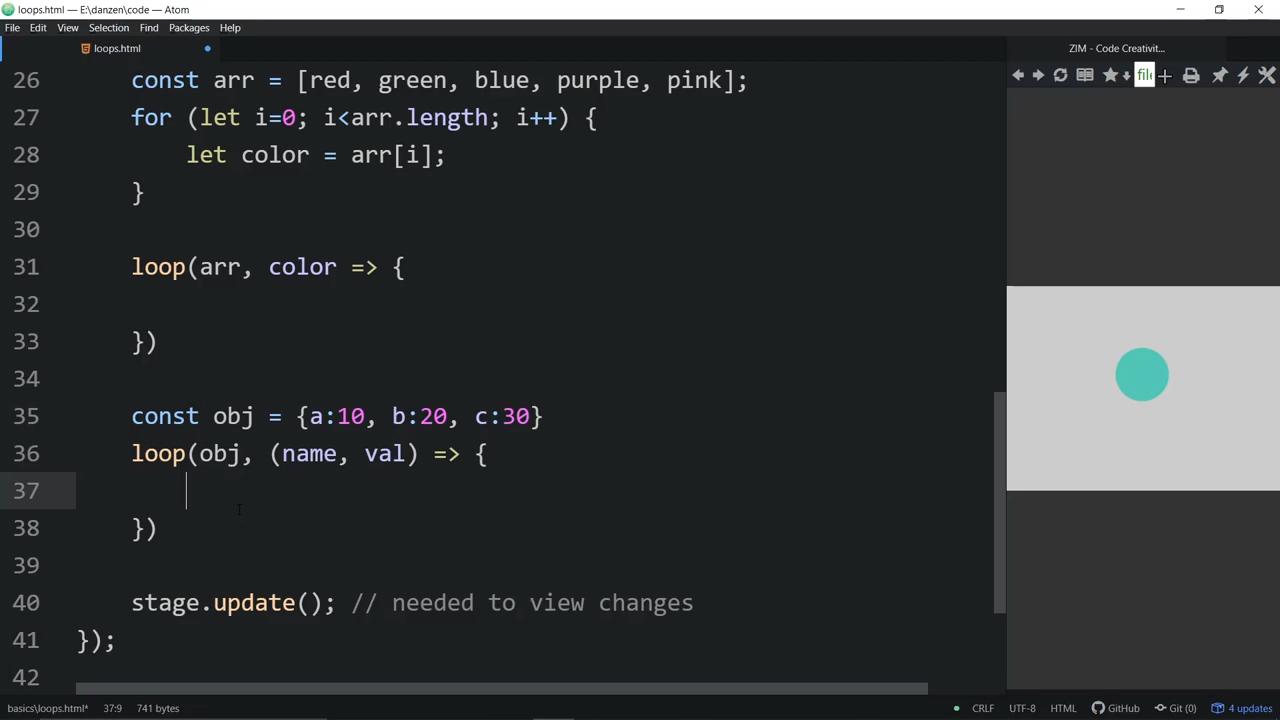 loops.html — E:\danzen\code — Atom
File Edit View Selection Find Packages Help
loops.html
ZIM - Code Creativit...
file
26 const arr = [red, green, blue, purple, pink];
27 for (let i=0; i<arr.length; i++) {
28 let color = arr[i];
29 }
30
31 loop(arr, color => {
32
33 })
34
35 const obj = {a:10, b:20, c:30}
36 loop(obj, (name, val) => {
37
38 })
39
40 stage.update(); // needed to view changes
41 });
42
basics\loops.html* 37:9 741 bytes CRLF UTF-8 HTML GitHub Git (0) 4 updates